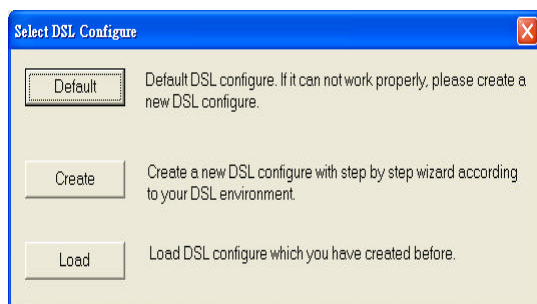 Select DSL Configure
Default
Default DSL configure. If it can not work properly, please create a
new DSL configure.
Create
Create a new DSL configure with step by step wizard according
to your DSL environment.
Load
Load DSL configure which you have created before.